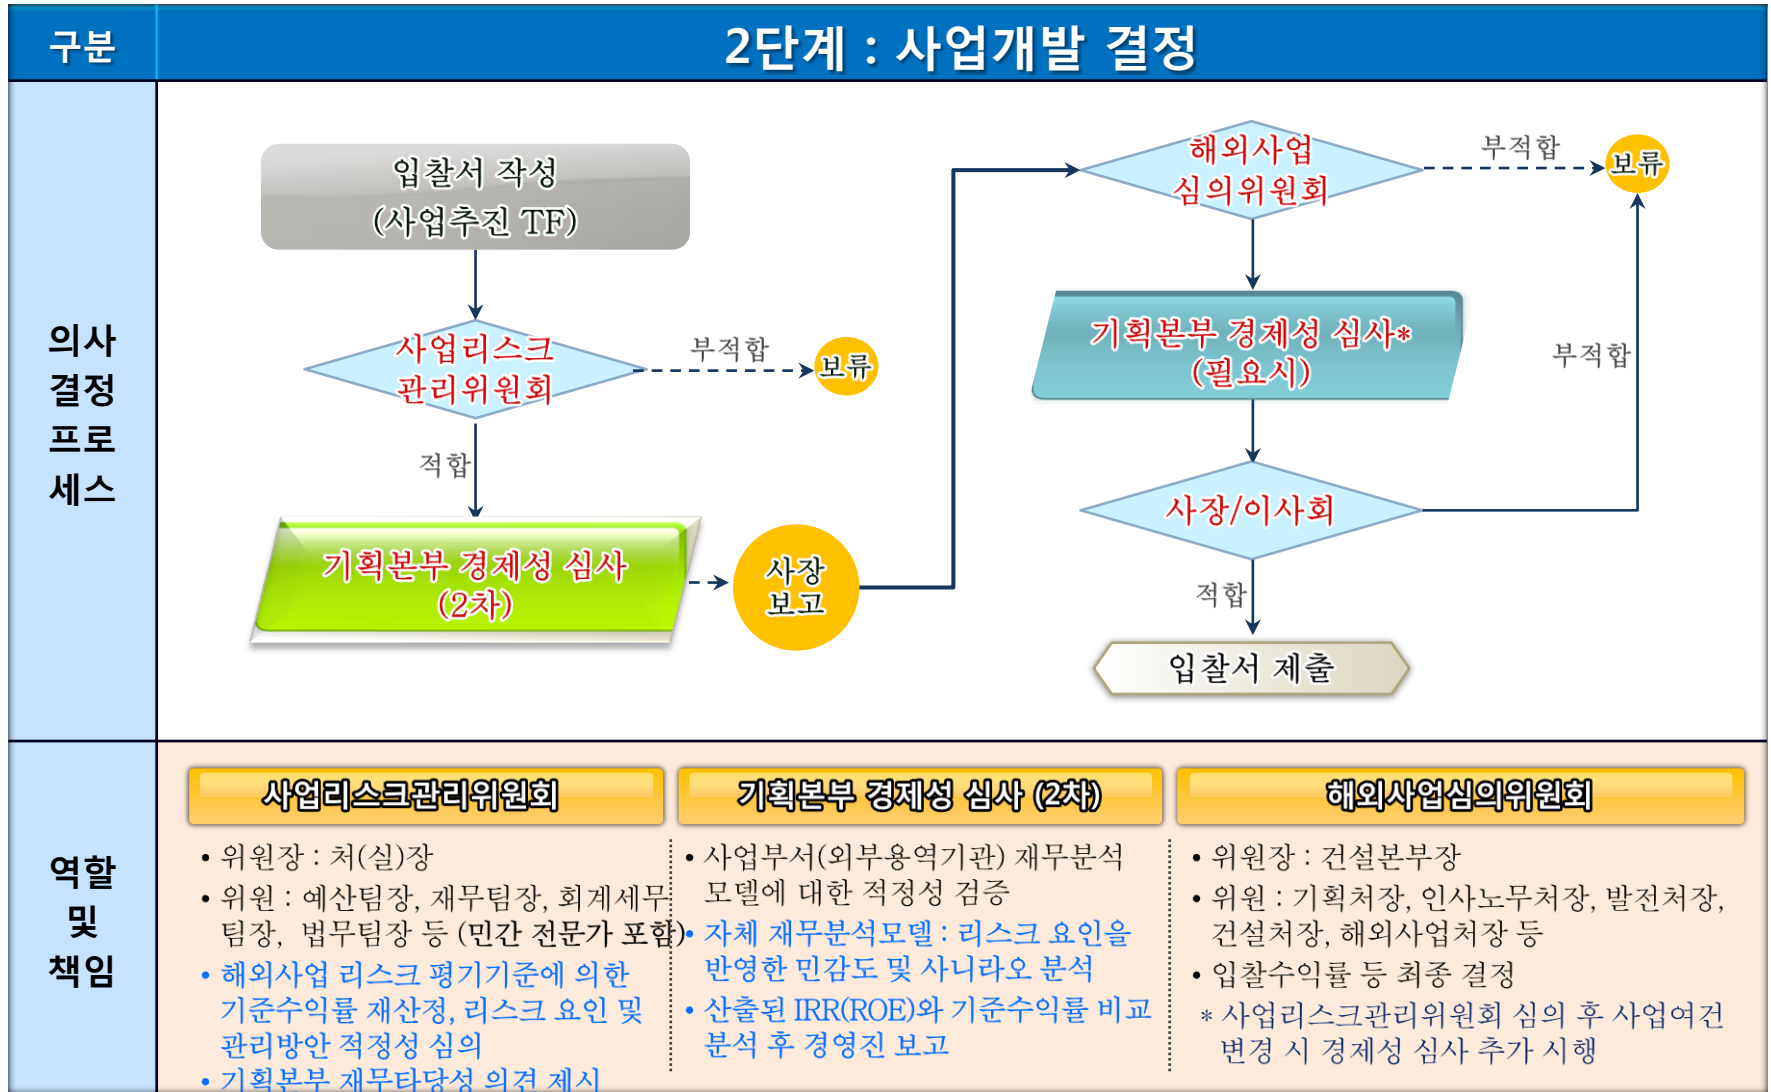 구분
2단계 : 사업개발 결정
의사
결정
프로
세스
입찰서 작성
(사업추진 TF)
사업리스크
관리위원회
부적합
보류
적합
기획본부 경제성 심사
(2차)
사장
보고
해외사업
심의위원회
부적합
보류
기획본부 경제성 심사*
(필요시)
부적합
사장/이사회
적합
입찰서 제출
역할
및
책임
사업리스크관리위원회
• 위원장 : 처(실)장
• 위원 : 예산팀장, 재무팀장, 회계세무
팀장, 법무팀장 등 (민간 전문가 포함)
• 해외사업 리스크 평기기준에 의한
기준수익률 재산정, 리스크 요인 및
관리방안 적정성 심의
• 기획본부 재무타당성 의견 제시
기획본부 경제성 심사 (2차)
• 사업부서(외부용역기관) 재무분석
모델에 대한 적정성 검증
• 자체 재무분석모델 : 리스크 요인을
반영한 민감도 및 사니라오 분석
• 산출된 IRR(ROE)와 기준수익률 비교
분석 후 경영진 보고
해외사업심의위원회
• 위원장 : 건설본부장
• 위원 : 기획처장, 인사노무처장, 발전처장,
건설처장, 해외사업처장 등
• 입찰수익률 등 최종 결정
* 사업리스크관리위원회 심의 후 사업여건
변경 시 경제성 심사 추가 시행